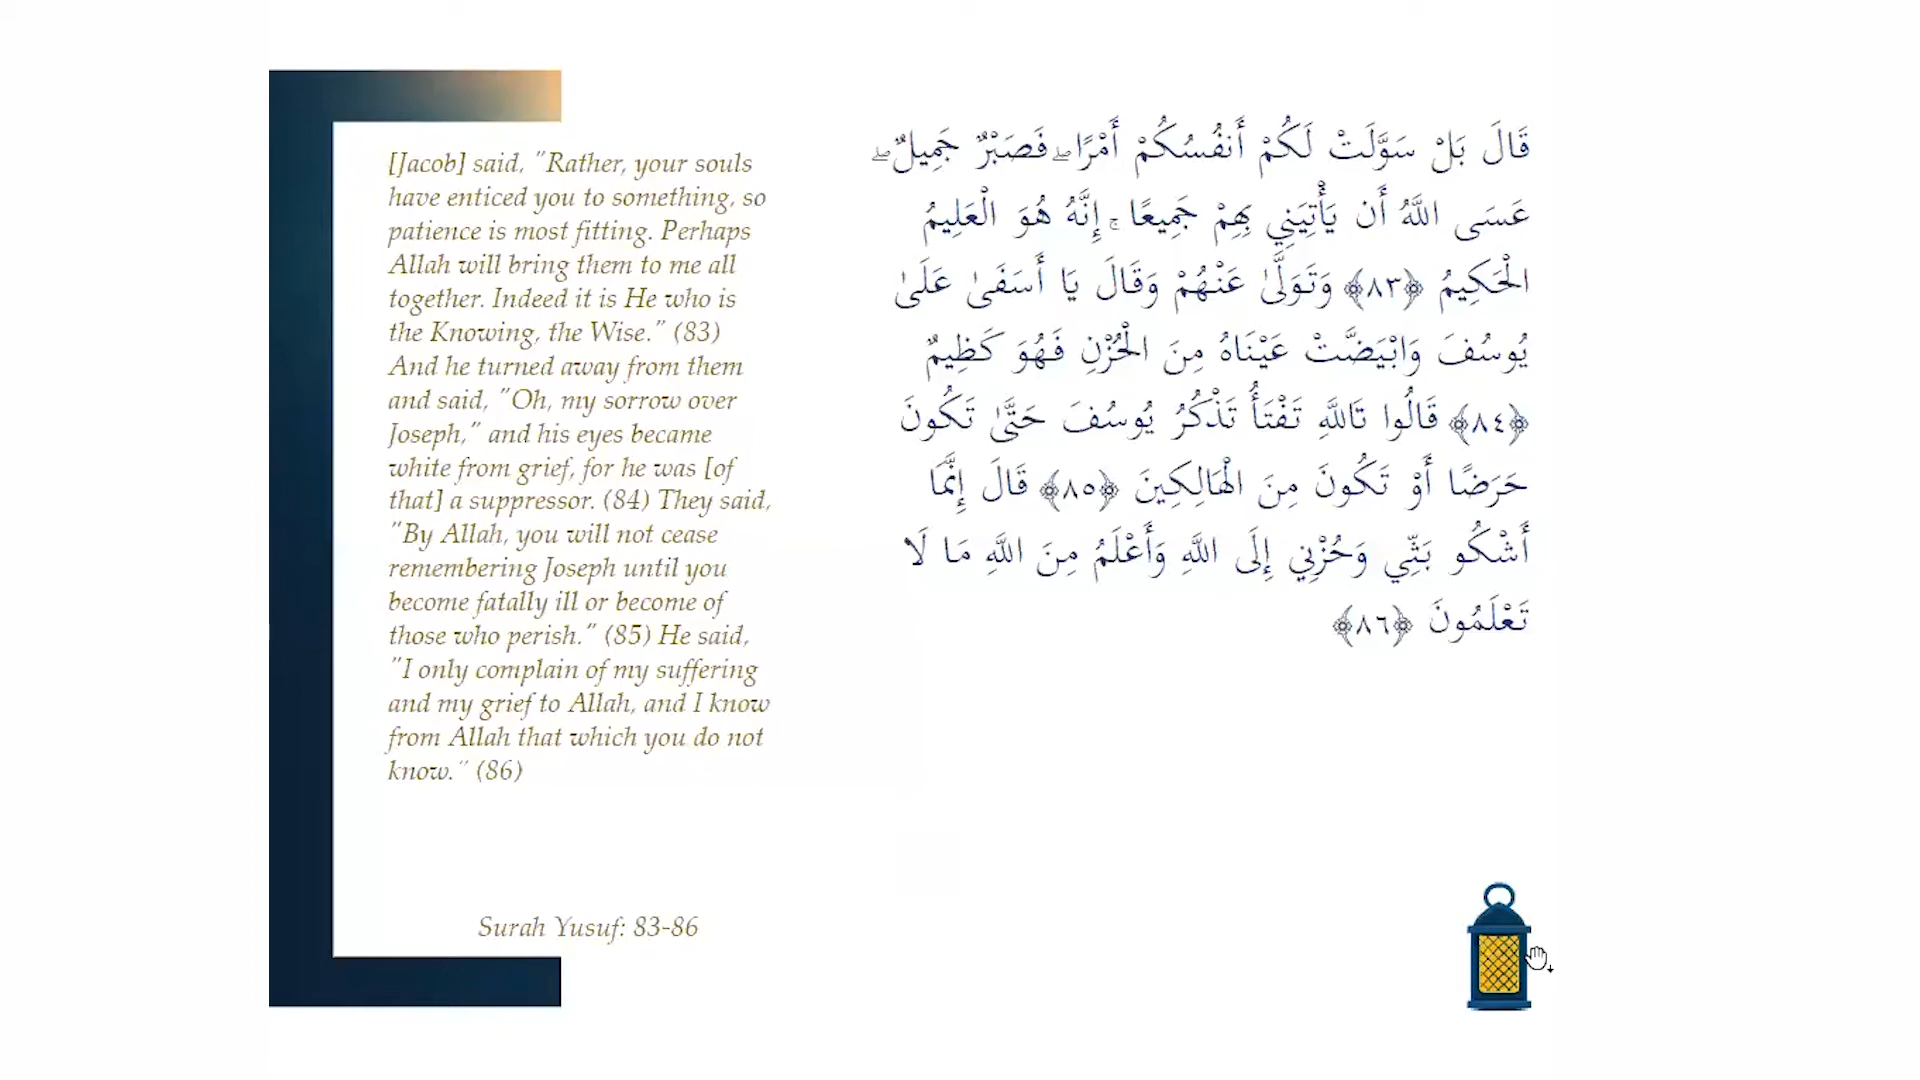 [Jacob] said, "Rather, your souls
have enticed you to something, so
patience is most fitting. Perhaps
Allah will bring them to me all
together. Indeed it is He who is
the Knowing, the Wise." (83)
And he turned away from them
and said, "Oh, my sorrow over
Joseph," and his eyes became
white from grief, for he was [of
that] a suppressor. (84) They said,
"By Allah, you will not cease
remembering Joseph until you
become fatally ill or become of
those who perish." (85) He said,
"I only complain of my suffering
and my grief to Allah, and I know
from Allah that which you do not
know." (86)
Surah Yusuf: 83-86
قَالَ بَلْ سَوَّلَتْ لَكُمْ أَنفُسُكُمْ أَمْرًا ۖ فَصَبْرٌ جَمِيلٌ ۖ
عَسَى اللَّهُ أَن يَأْتِيَنِي بِهِمْ جَمِيعًا ۚ إِنَّهُ هُوَ الْعَلِيمُ
الْحَكِيمُ ﴿٨٣﴾ وَتَوَلَّىٰ عَنْهُمْ وَقَالَ يَا أَسَفَىٰ عَلَىٰ
يُوسُفَ وَابْيَضَّتْ عَيْنَاهُ مِنَ الْحُزْنِ فَهُوَ كَظِيمٌ
﴿٨٤﴾ قَالُوا تَاللَّهِ تَفْتَأُ تَذْكُرُ يُوسُفَ حَتَّىٰ تَكُونَ
حَرَضًا أَوْ تَكُونَ مِنَ الْهَالِكِينَ ﴿٨٥﴾ قَالَ إِنَّمَا
أَشْكُو بَثِّي وَحُزْنِي إِلَى اللَّهِ وَأَعْلَمُ مِنَ اللَّهِ مَا لَا
تَعْلَمُونَ ﴿٨٦﴾